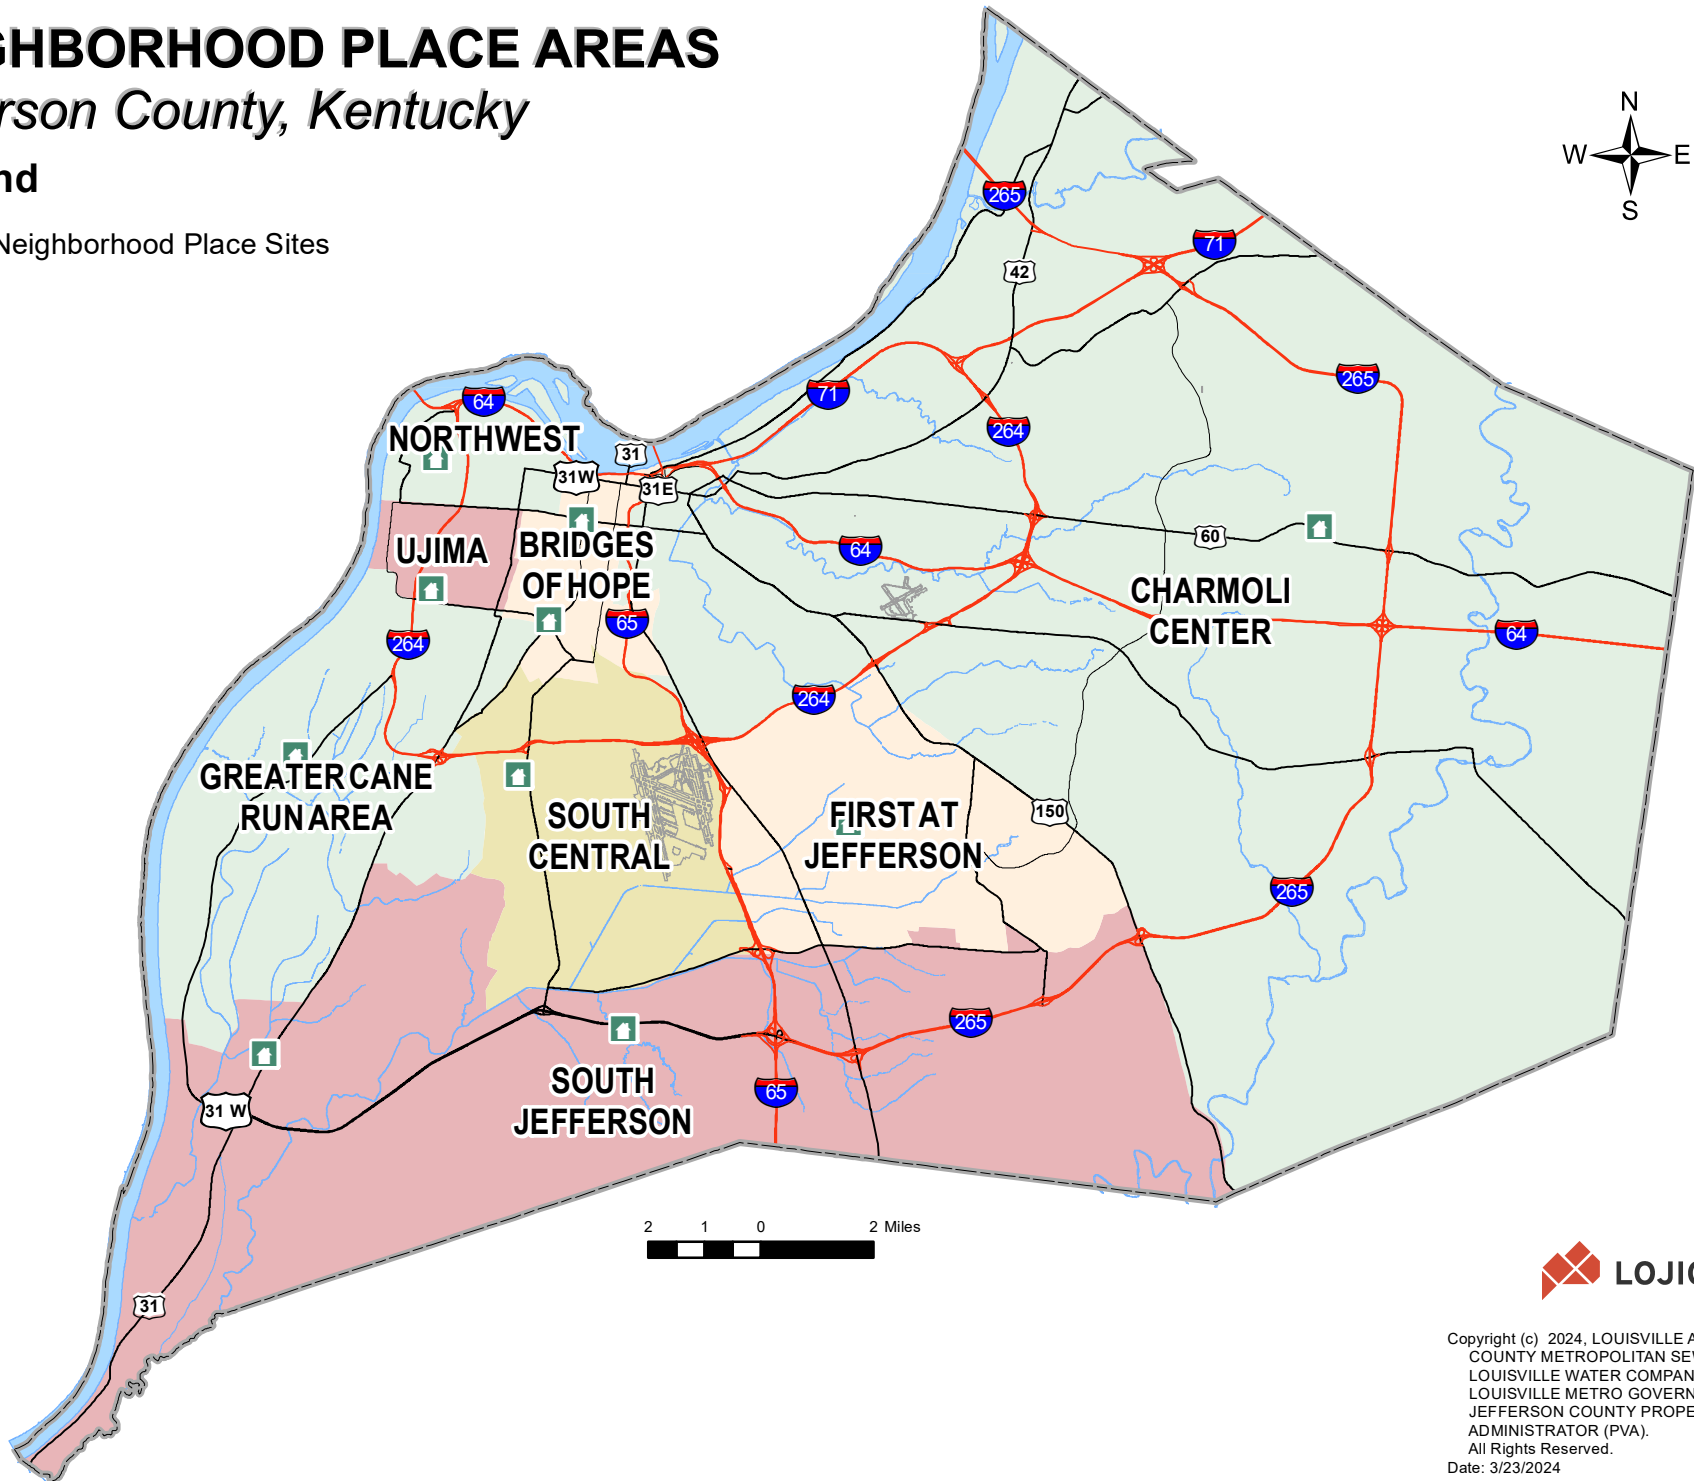 GHBORHOOD PLACE AREAS
rson County, Kentucky
nd
Neighborhood Place Sites
N
W E
S
265
71
42
265
71
64
264
NORTHWEST
31
31W
31E
60
UJIMA
BRIDGES
OF HOPE
64
CHARMOLI
CENTER
65
264
64
264
GREATER CANE
RUN AREA
SOUTH
CENTRAL
FIRST AT
JEFFERSON
150
265
265
SOUTH
JEFFERSON
65
31 W
2 1 0 2 Miles
31
LOJIC
Copyright (c) 2024, LOUISVILLE A
COUNTY METROPOLITAN SEW
LOUISVILLE WATER COMPAN
LOUISVILLE METRO GOVERN
JEFFERSON COUNTY PROPE
ADMINISTRATOR (PVA).
All Rights Reserved.
Date: 3/23/2024